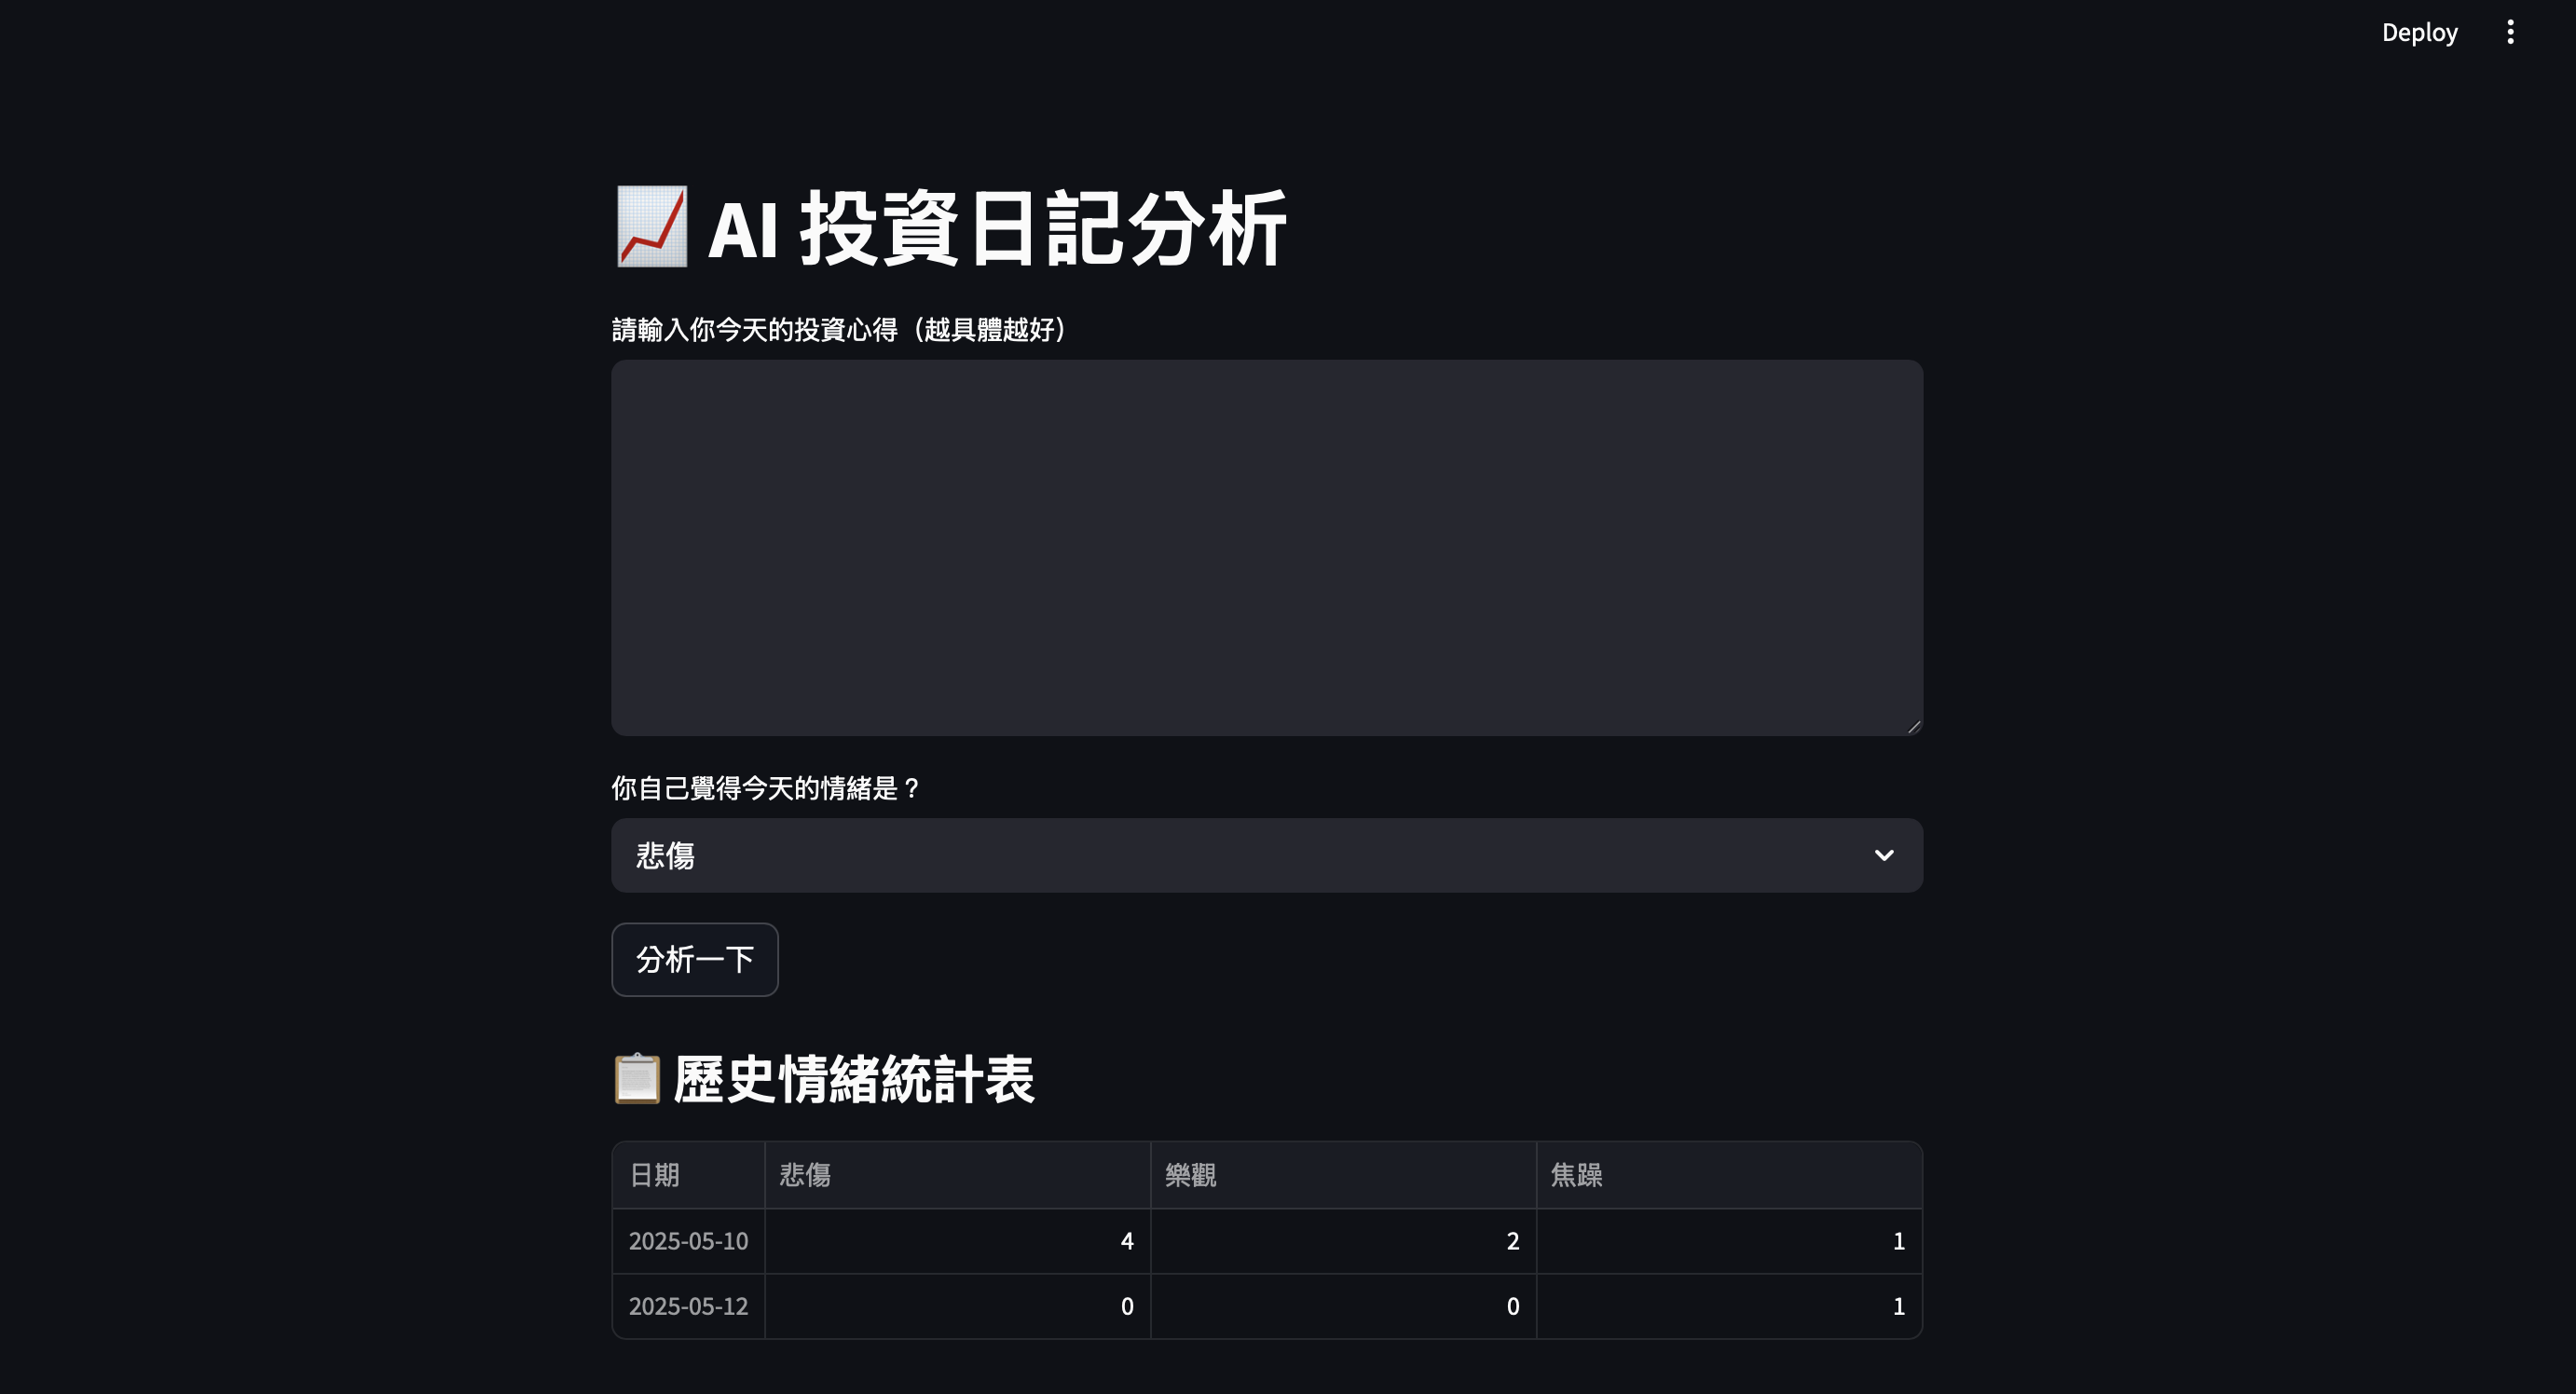 Deploy
AI 投資日記分析
請輸入你今天的投資心得（越具體越好）
你自己覺得今天的情緒是？
悲傷
分析一下
歷史情緒統計表
日期 悲傷 樂觀 焦躁
2025-05-10 4 2 1
2025-05-12 0 0 1